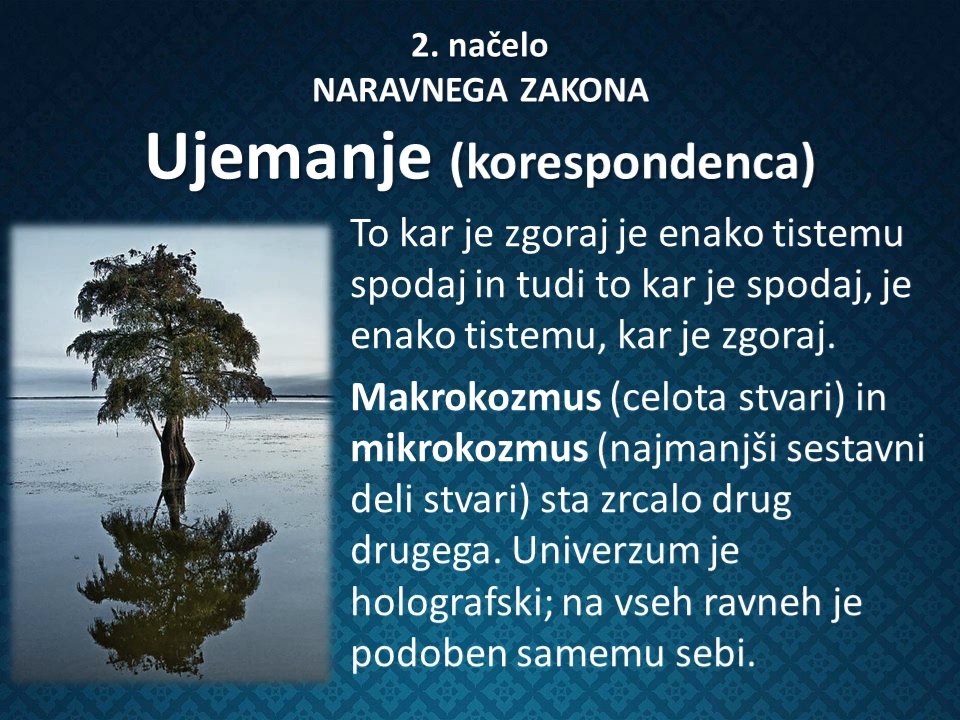 2. načelo
NARAVNEGA ZAKONA
Ujemanje (korespondenca)
To kar je zgoraj je enako tistemu
spodaj in tudi to kar je spodaj, je
enako tistemu, kar je zgoraj.
Makrokozmus (celota stvari) in
mikrokozmus (najmanjši sestavni
deli stvari) sta zrcalo drug
drugega. Univerzum je
holografski; na vseh ravneh je
podoben samemu sebi.